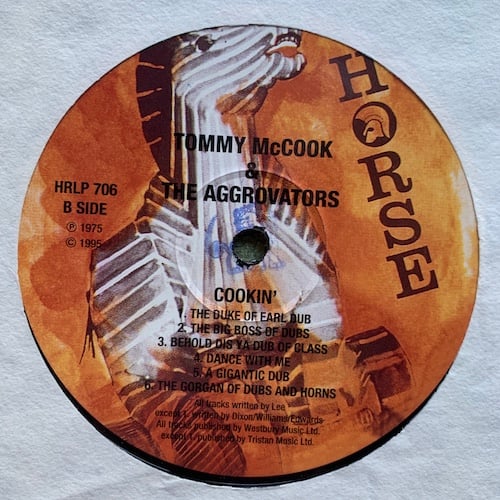 HORSE
TOMMY McCOOK
&
THE AGGROVATORS
HRLP 706
B SIDE
℗ 1975
© 1995
COOKIN'
1. THE DUKE OF EARL DUB
2. THE BIG BOSS OF DUBS
3. BEHOLD DIS YA DUB OF CLASS
4. DANCE WITH ME
5. A GIGANTIC DUB
6. THE GORGAN OF DUBS AND HORNS
All tracks written by Lee
except 1. written by Dixon/Williams/Edwards
All tracks published by Westbury Music Ltd.
except 1. published by Tristan Music Ltd.